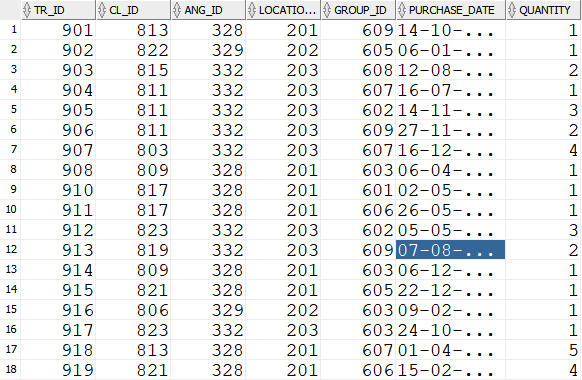 TR_ID CL_ID ANG_ID LOCATIO... GROUP_ID PURCHASE_DATE QUANTITY
1 901 813 328 201 609 14-10-... 1
2 902 822 329 202 605 06-01-... 1
3 903 815 332 203 608 12-08-... 2
4 904 811 332 203 607 16-07-... 1
5 905 811 332 203 602 14-11-... 3
6 906 811 332 203 609 27-11-... 2
7 907 803 332 203 607 16-12-... 4
8 908 809 328 201 603 06-04-... 1
9 910 817 328 201 601 02-05-... 1
10 911 817 328 201 606 26-05-... 1
11 912 823 332 203 602 05-05-... 3
12 913 819 332 203 609 07-08-... 2
13 914 809 328 201 603 06-12-... 1
14 915 821 328 201 605 22-12-... 1
15 916 806 329 202 603 09-02-... 1
16 917 823 332 203 603 24-10-... 1
17 918 813 328 201 607 01-04-... 5
18 919 821 328 201 606 15-02-... 4